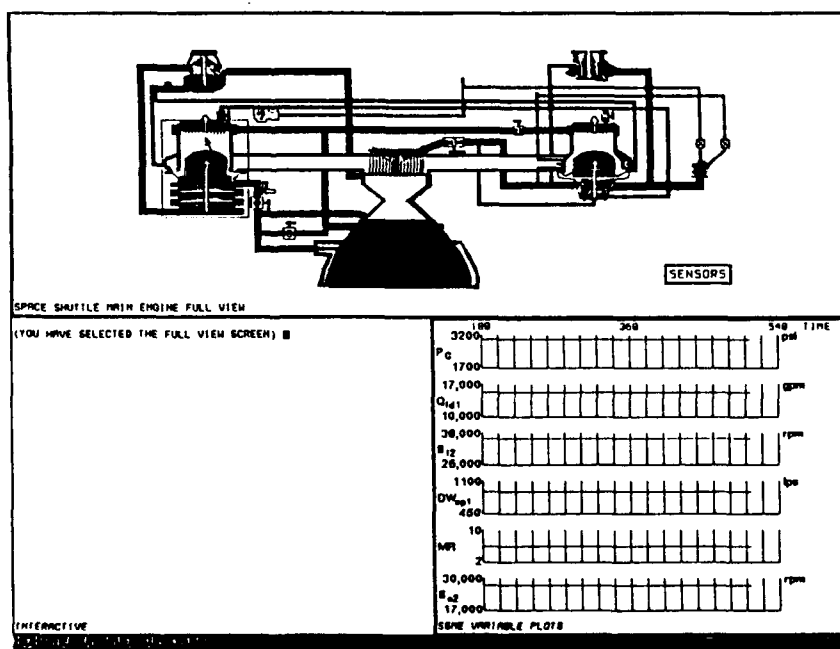 SENSORS
SPACE SHUTTLE MAIN ENGINE FULL VIEW
(YOU HAVE SELECTED THE FULL VIEW SCREEN)
INTERACTIVE
180 360 540 TIME
3200 psi
PC
1700
17,000 gpm
10,000
38,000 rpm
26,000
1100 lps
450
10
MR
2
30,000 rpm
17,000
SOME VARIABLE PLOTS